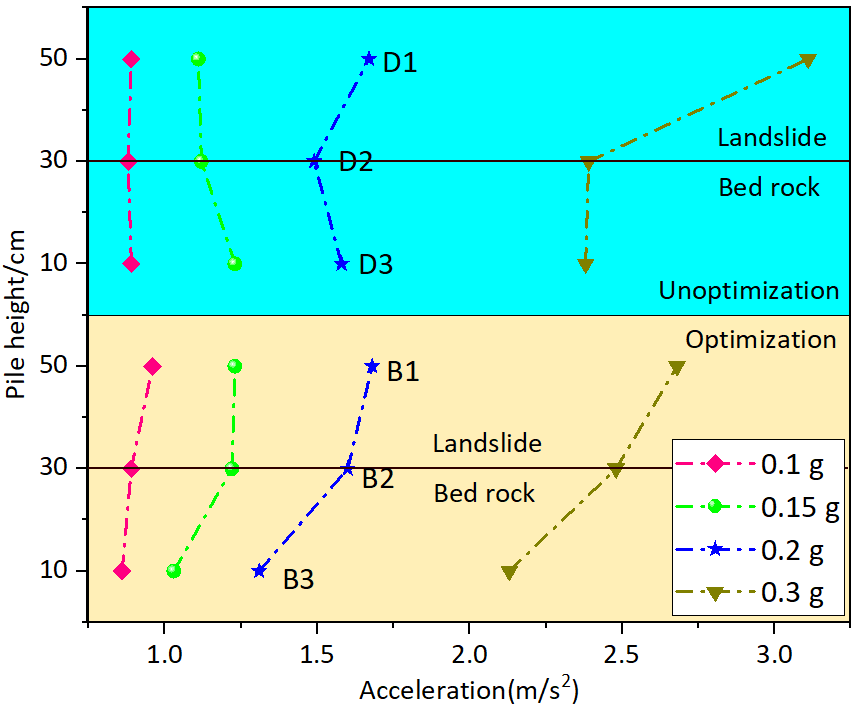 50
D1
Landslide
30
D2
Bed rock
10
D3
Unoptimization
Optimization
50
B1
Landslide
30
B2
Bed rock
10
B3
0.1 g
0.15 g
0.2 g
0.3 g
Pile height/cm
1.0 1.5 2.0 2.5 3.0
Acceleration(m/s²)